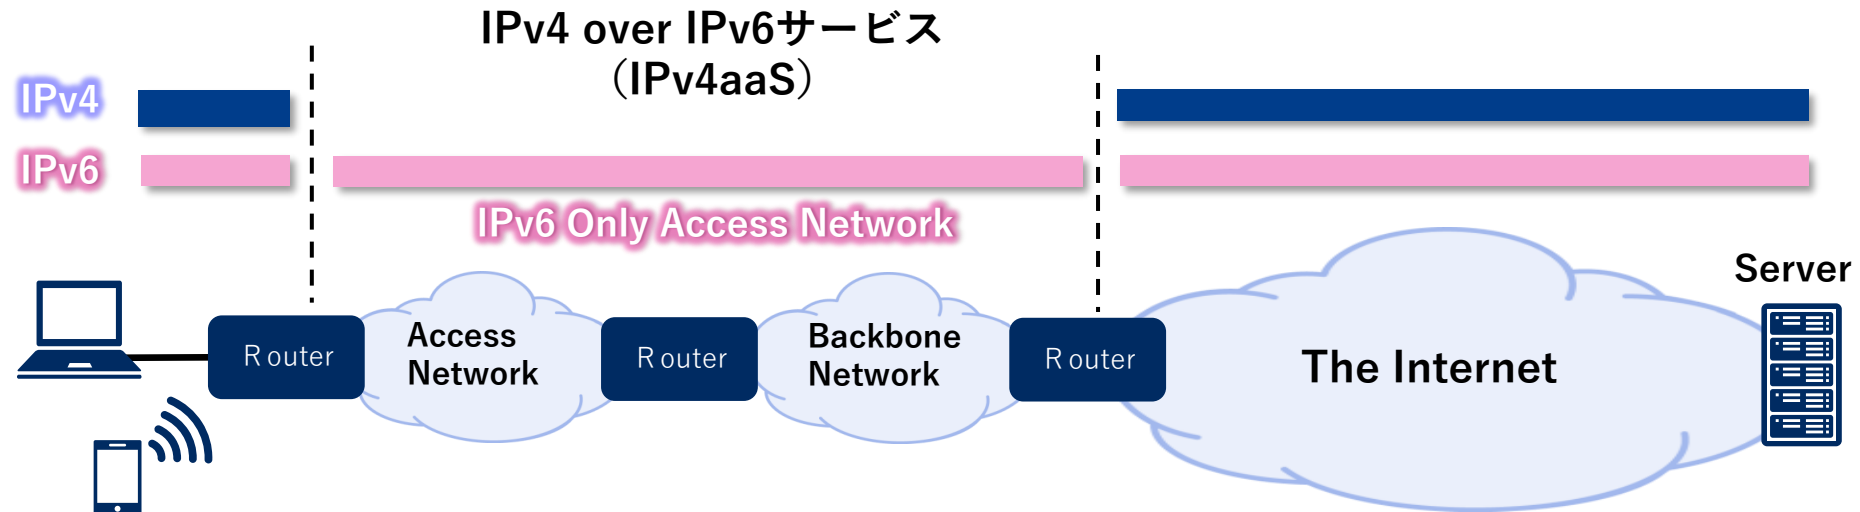 IPv4 over IPv6サービス
（IPv4aaS）
IPv4
IPv6
IPv6 Only Access Network
Server
Router
Access
Network
Router
Backbone
Network
Router
The Internet